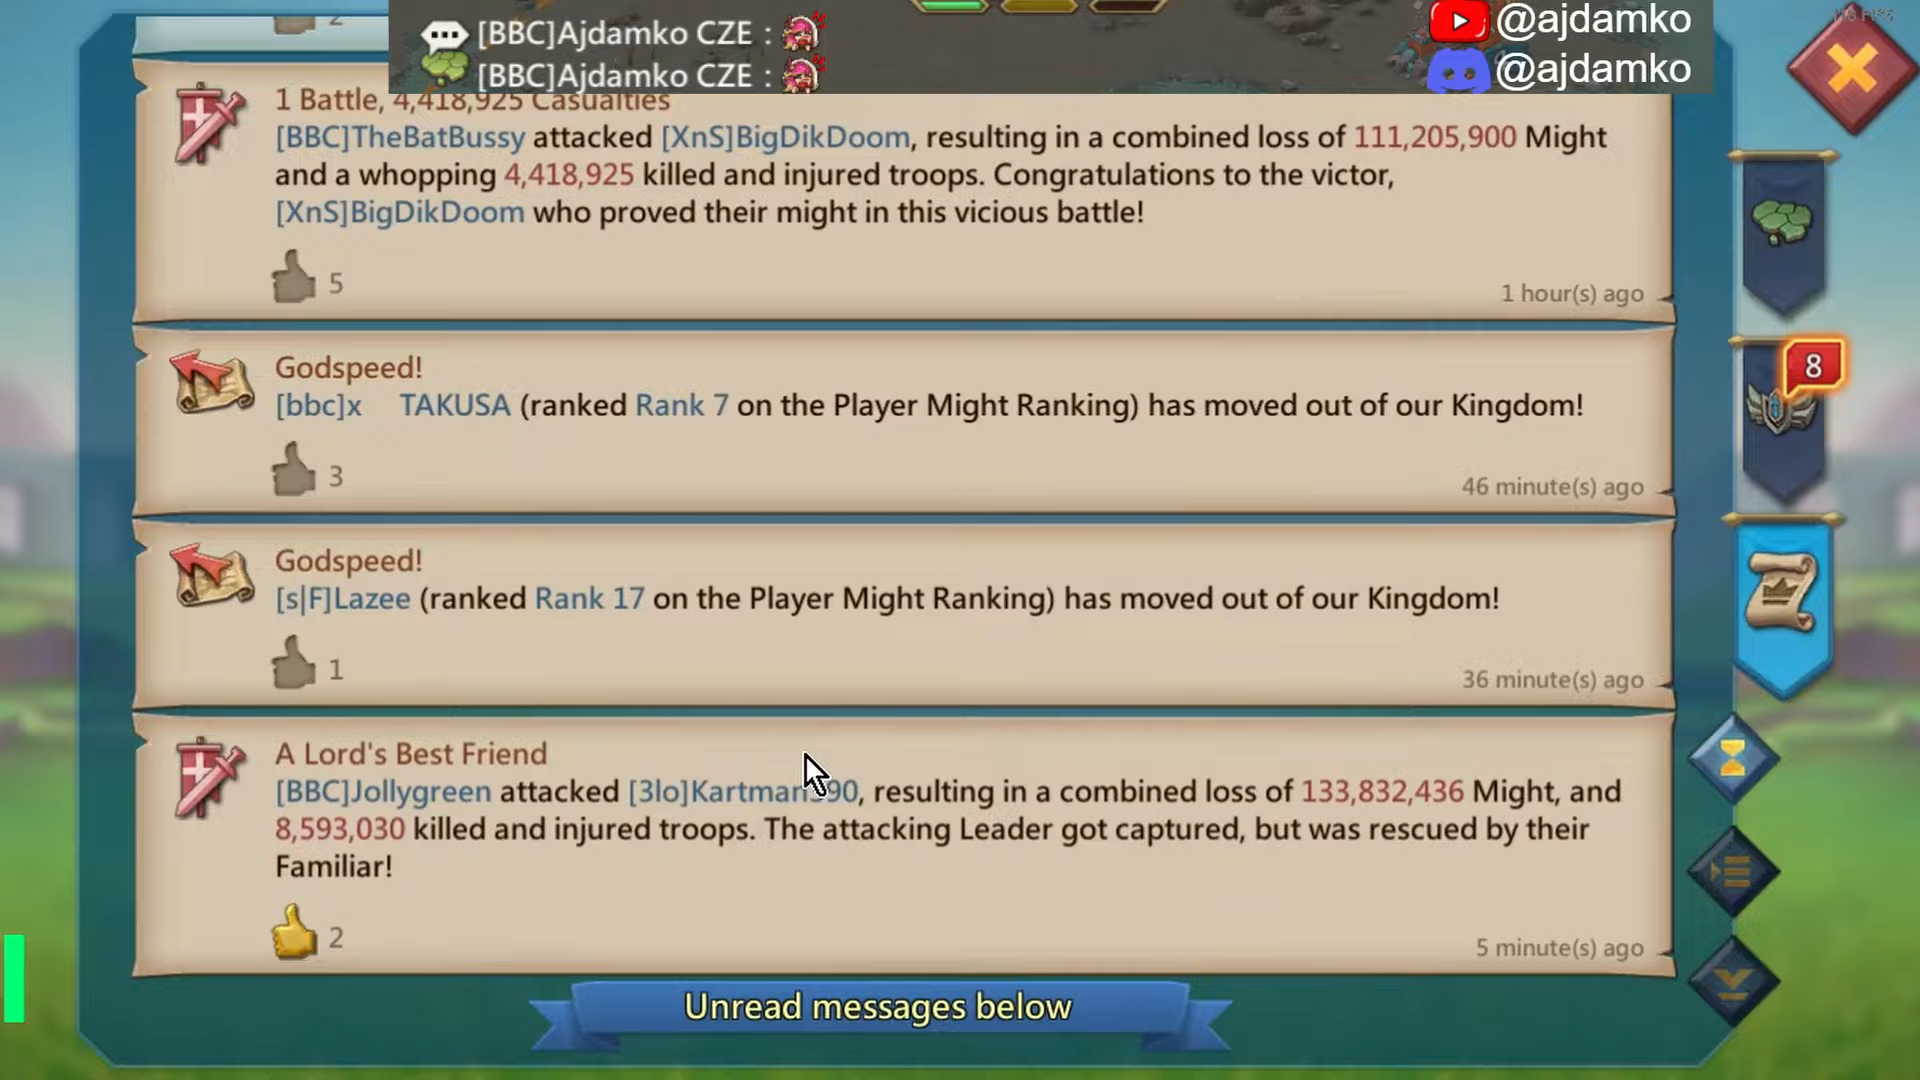 2
[BBC]Ajdamko CZE :
[BBC]Ajdamko CZE :
@ajdamko
@ajdamko
1 Battle, 4,418,925 Casualties
[BBC]TheBatBussy attacked [XnS]BigDikDoom, resulting in a combined loss of 111,205,900 Might
and a whopping 4,418,925 killed and injured troops. Congratulations to the victor,
[XnS]BigDikDoom who proved their might in this vicious battle!
5
1 hour(s) ago
Godspeed!
[bbc]x TAKUSA (ranked Rank 7 on the Player Might Ranking) has moved out of our Kingdom!
3
46 minute(s) ago
8
Godspeed!
[s|F]Lazee (ranked Rank 17 on the Player Might Ranking) has moved out of our Kingdom!
1
36 minute(s) ago
A Lord's Best Friend
[BBC]Jollygreen attacked , resulting in a combined loss of 133,832,436 Might, and
8,593,030 killed and injured troops. The attacking Leader got captured, but was rescued by their
Familiar!
2
5 minute(s) ago
Unread messages below